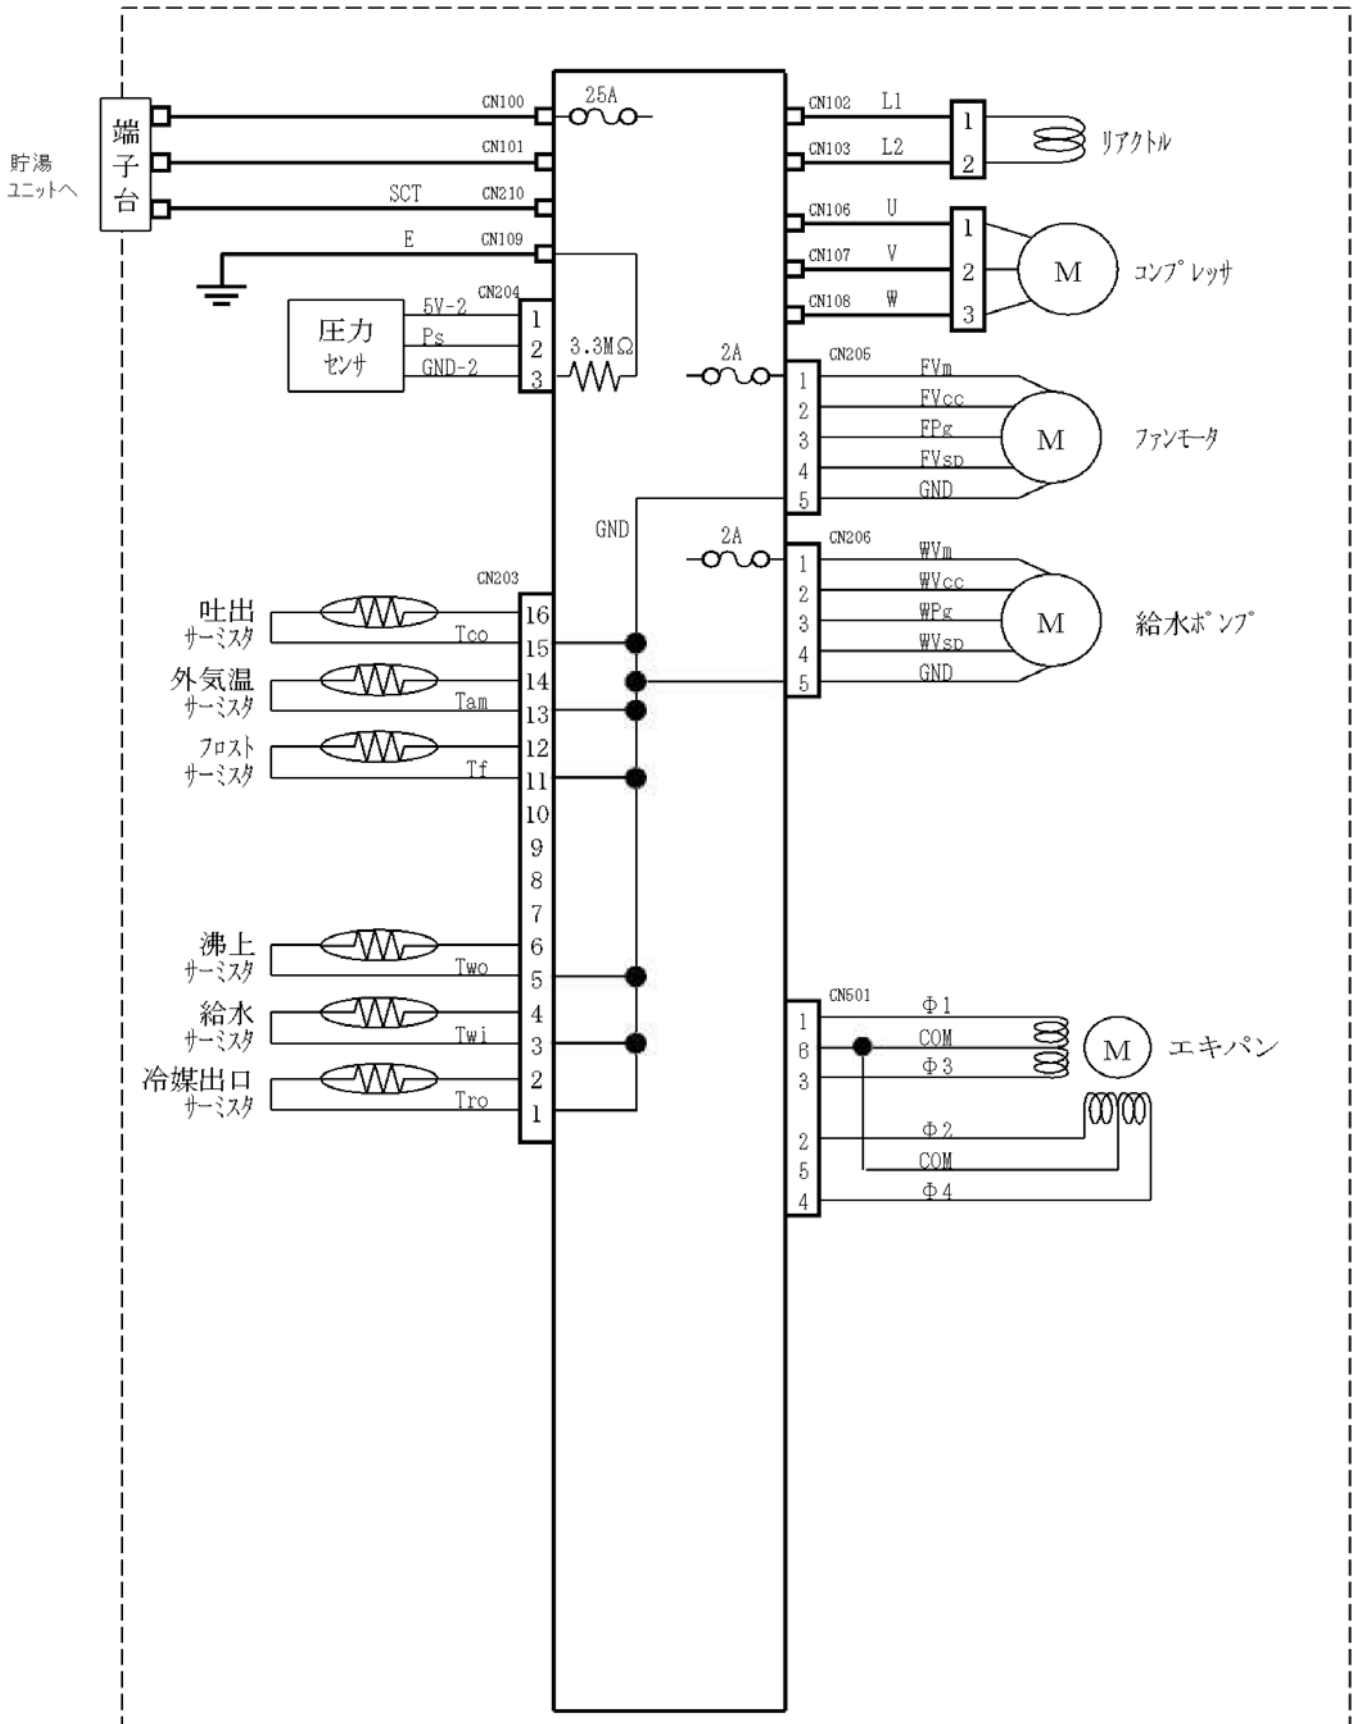 貯湯
ユニットへ
端
子
台
CN100
25A
CN101
SCT
CN210
E
CN109
CN204
圧力
センサ
5V-2
1
Ps
2
GND-2
3
3.3MΩ
CN102
L1
1
CN103
L2
2
リアクトル
CN106
U
1
CN107
V
2
M
コンプレッサ
CN108
W
3
2A
CN205
1
FVm
2
FVcc
3
FPg
M
ファンモータ
4
FVsp
5
GND
GND
2A
CN206
1
WVm
2
WVcc
3
WPg
M
給水ポンプ
4
WVsp
5
GND
CN203
吐出
サーミスタ
16
Tco
15
外気温
サーミスタ
14
Tam
13
フロスト
サーミスタ
12
Tf
11
10
9
8
7
沸上
サーミスタ
6
Two
5
給水
サーミスタ
4
Twi
3
冷媒出口
サーミスタ
2
Tro
1
CN501
1
Φ1
6
COM
3
Φ3
M
エキパン
2
Φ2
5
COM
4
Φ4